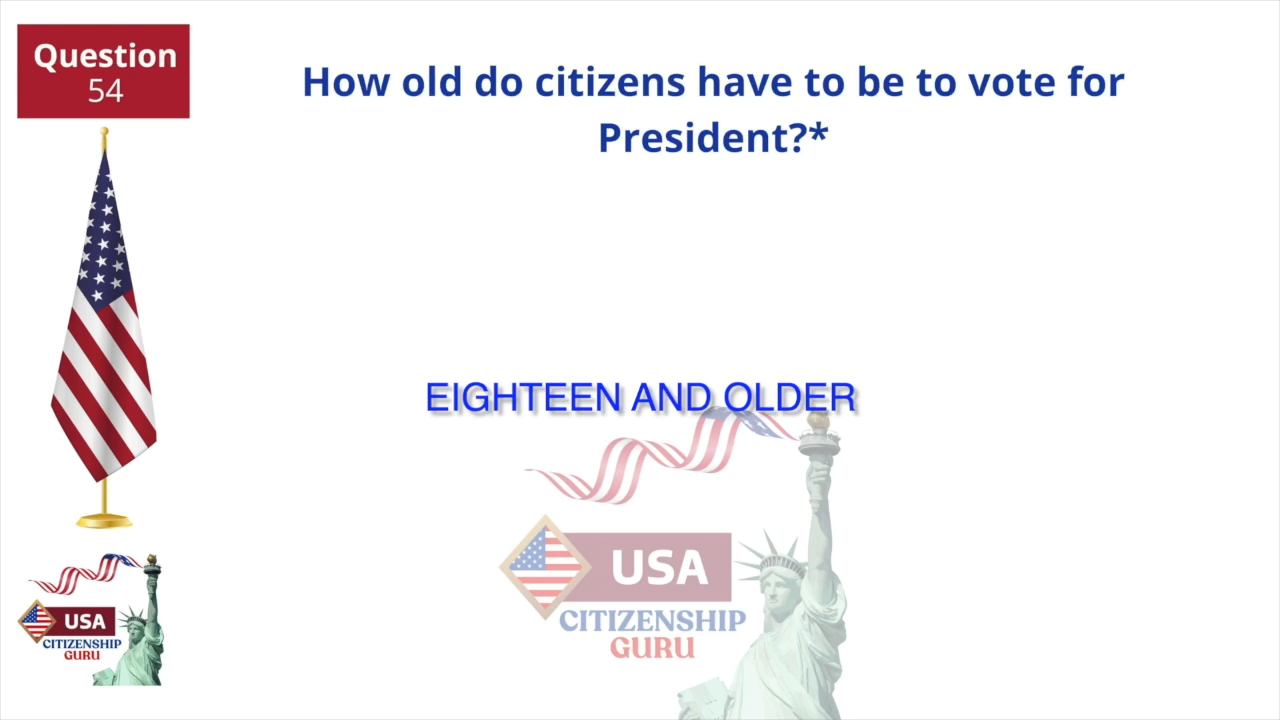 Question
54
How old do citizens have to be to vote for
President?*
EIGHTEEN AND OLDER
USA
CITIZENSHIP
GURU
USA
CITIZENSHIP
GURU